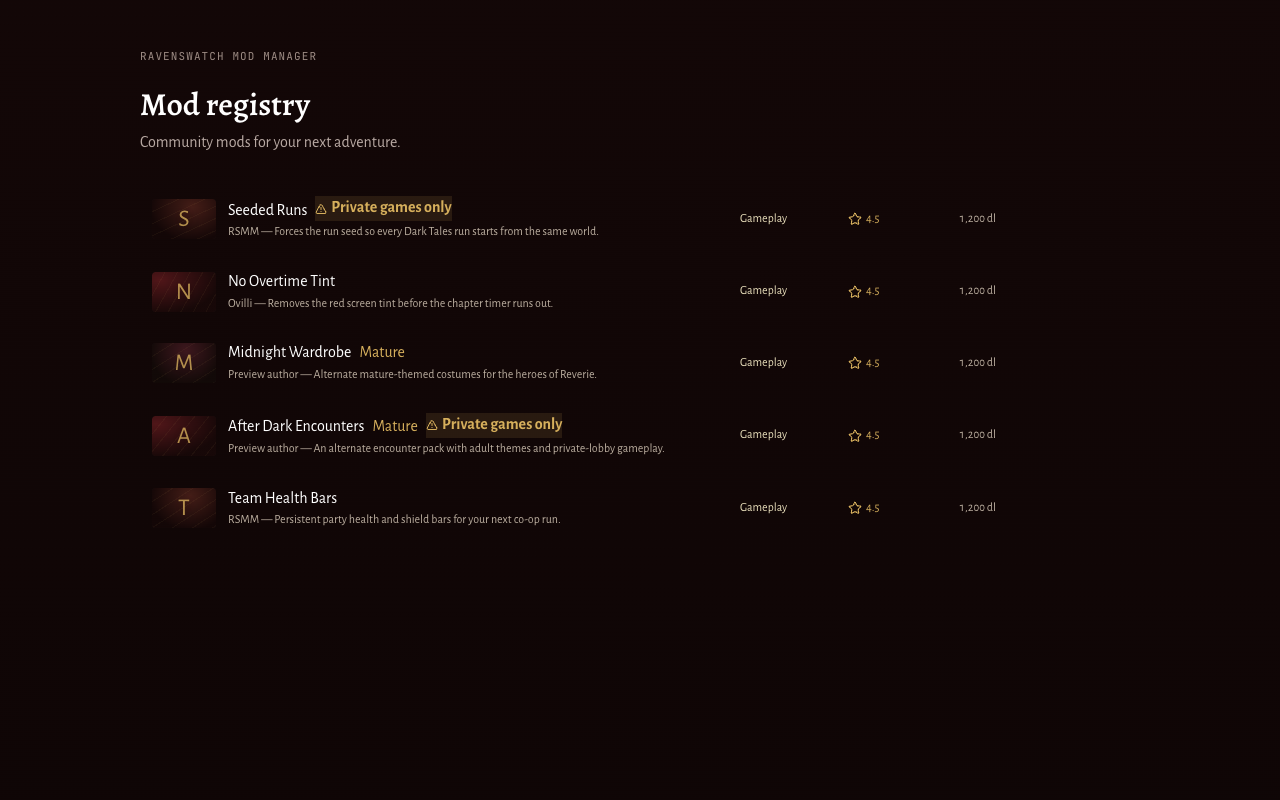 RAVENSWATCH MOD MANAGER
Mod registry
Community mods for your next adventure.
S Seeded Runs Private games only Gameplay 4.5 1,200 dl
RSMM — Forces the run seed so every Dark Tales run starts from the same world.
N No Overtime Tint Gameplay 4.5 1,200 dl
Ovilli — Removes the red screen tint before the chapter timer runs out.
M Midnight Wardrobe Mature Gameplay 4.5 1,200 dl
Preview author — Alternate mature-themed costumes for the heroes of Reverie.
A After Dark Encounters Mature Private games only Gameplay 4.5 1,200 dl
Preview author — An alternate encounter pack with adult themes and private-lobby gameplay.
T Team Health Bars Gameplay 4.5 1,200 dl
RSMM — Persistent party health and shield bars for your next co-op run.